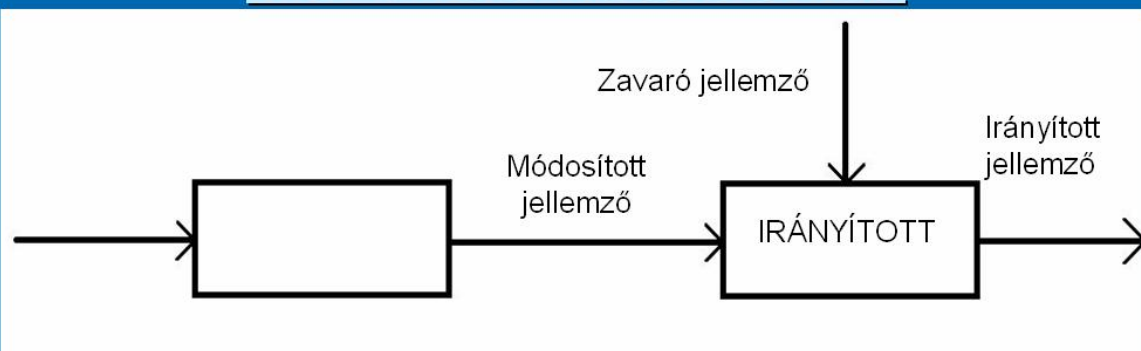 Zavaró jellemző
Irányított
jellemző
Módosított
jellemző
IRÁNYÍTOTT